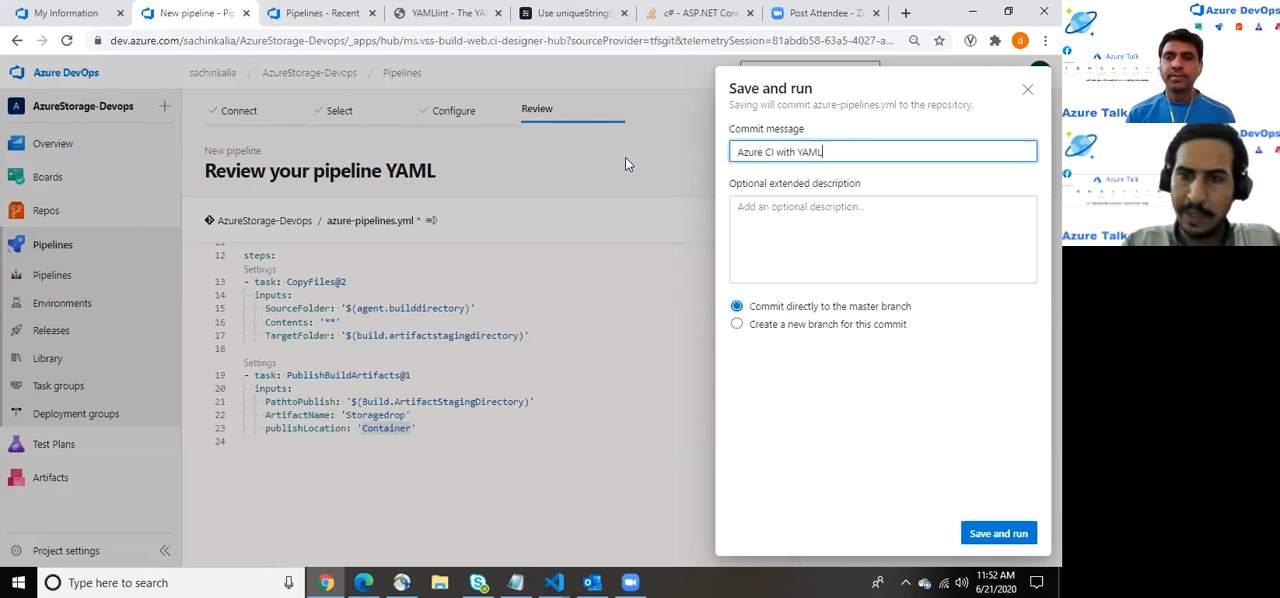 My Information
New pipeline - Pip
Pipelines - Recent
YAMLlint - The YA
Use uniqueString()
c# - ASP.NET Core
Post Attendee - Zo
dev.azure.com/sachinkalia/AzureStorage-Devops/_apps/hub/ms.vss-build-web.ci-designer-hub?sourceProvider=tfsgit&telemetrySession=81abdb58-63a5-4027-a...
Azure DevOps
sachinkalia / AzureStorage-Devops / Pipelines
A AzureStorage-Devops
Overview
Boards
Repos
Pipelines
Pipelines
Environments
Releases
Library
Task groups
Deployment groups
Test Plans
Artifacts
Project settings
Connect
Select
Configure
Review
New pipeline
Review your pipeline YAML
AzureStorage-Devops / azure-pipelines.yml *
11
12 steps:
Settings
13 - task: CopyFiles@2
14 inputs:
15 SourceFolder: '$(agent.builddirectory)'
16 Contents: '**'
17 TargetFolder: '$(build.artifactstagingdirectory)'
18
Settings
19 - task: PublishBuildArtifacts@1
20 inputs:
21 PathtoPublish: '$(Build.ArtifactStagingDirectory)'
22 ArtifactName: 'Storagedrop'
23 publishLocation: 'Container'
24
Save and run
Saving will commit azure-pipelines.yml to the repository.
Commit message
Azure CI with YAML
Optional extended description
Add an optional description...
Commit directly to the master branch
Create a new branch for this commit
Save and run
Azure DevOps
Azure Talk
Azure Talk
Azure DevOps
Azure Talk
Azure Talk
Type here to search
11:52 AM
6/21/2020